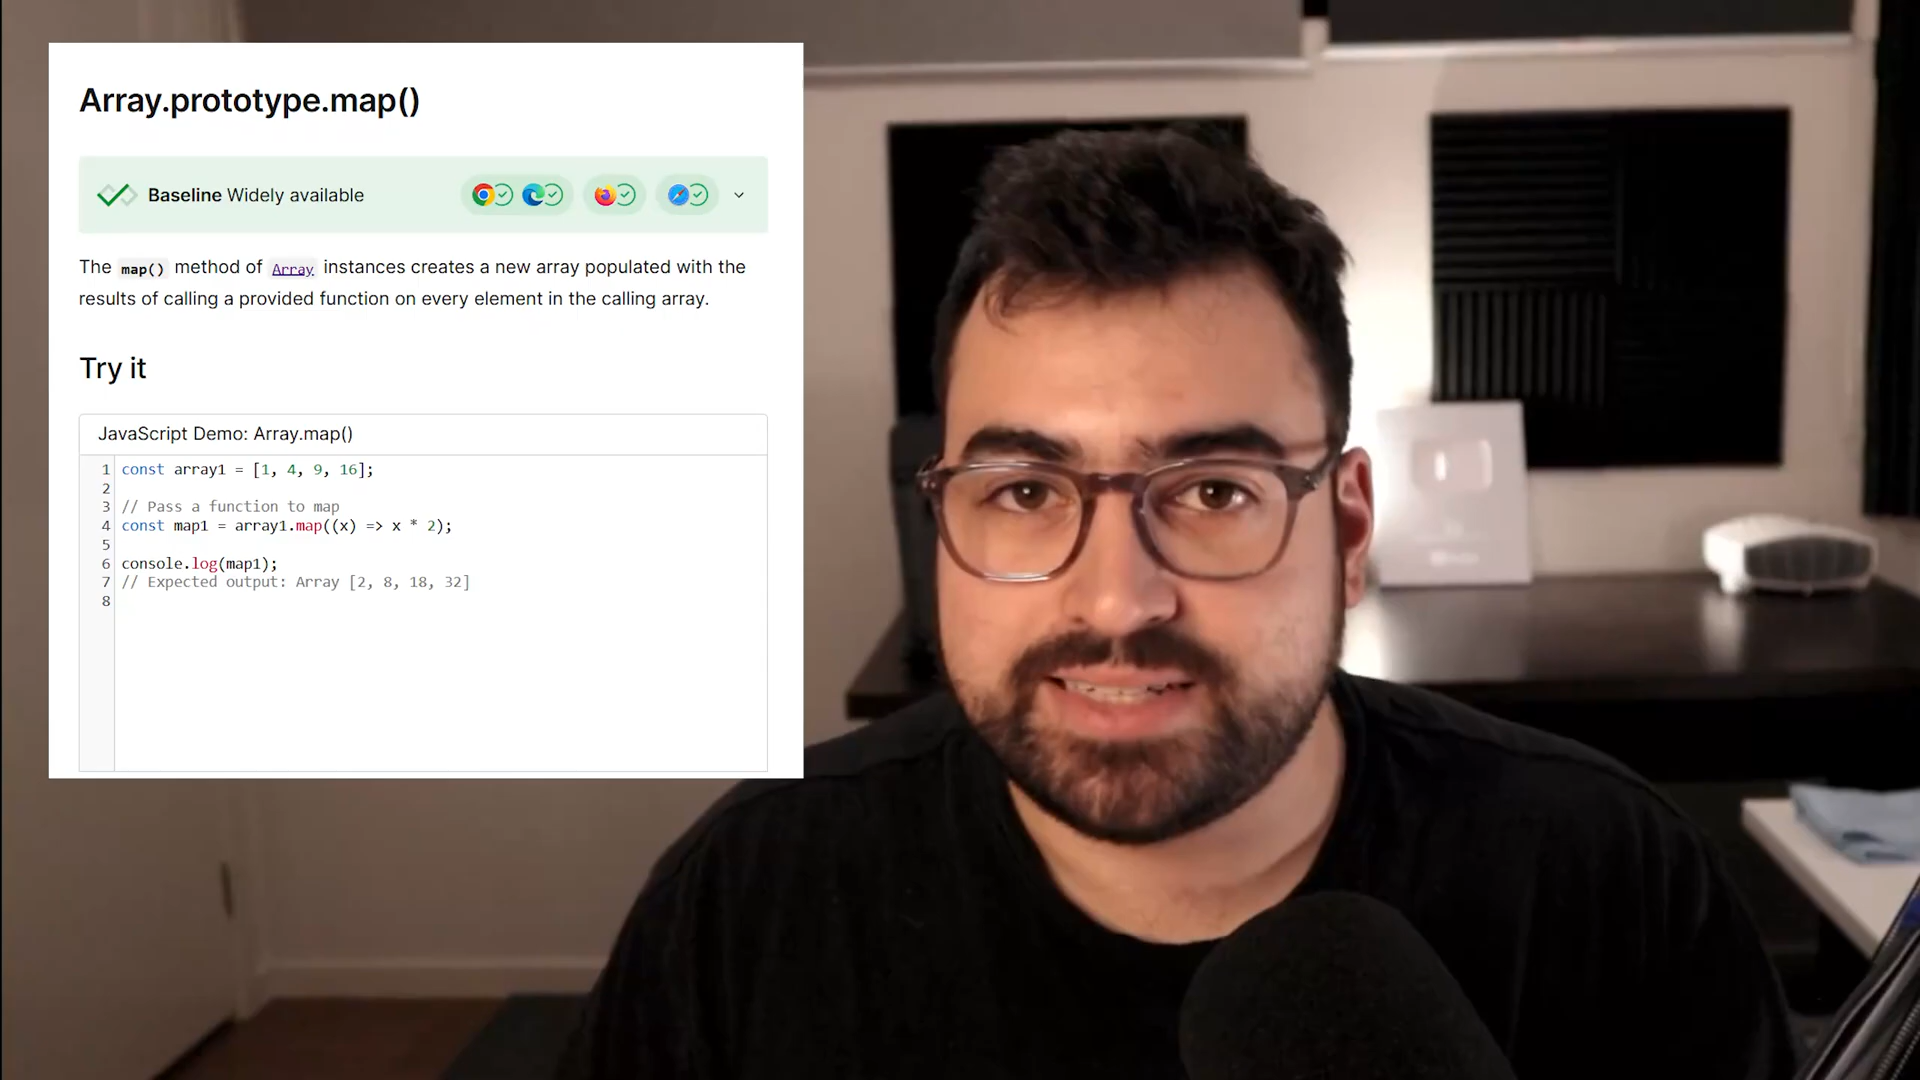 Array.prototype.map()
Baseline Widely available
The map() method of Array instances creates a new array populated with the
results of calling a provided function on every element in the calling array.
Try it
JavaScript Demo: Array.map()
1 const array1 = [1, 4, 9, 16];
2
3 // Pass a function to map
4 const map1 = array1.map((x) => x * 2);
5
6 console.log(map1);
7 // Expected output: Array [2, 8, 18, 32]
8